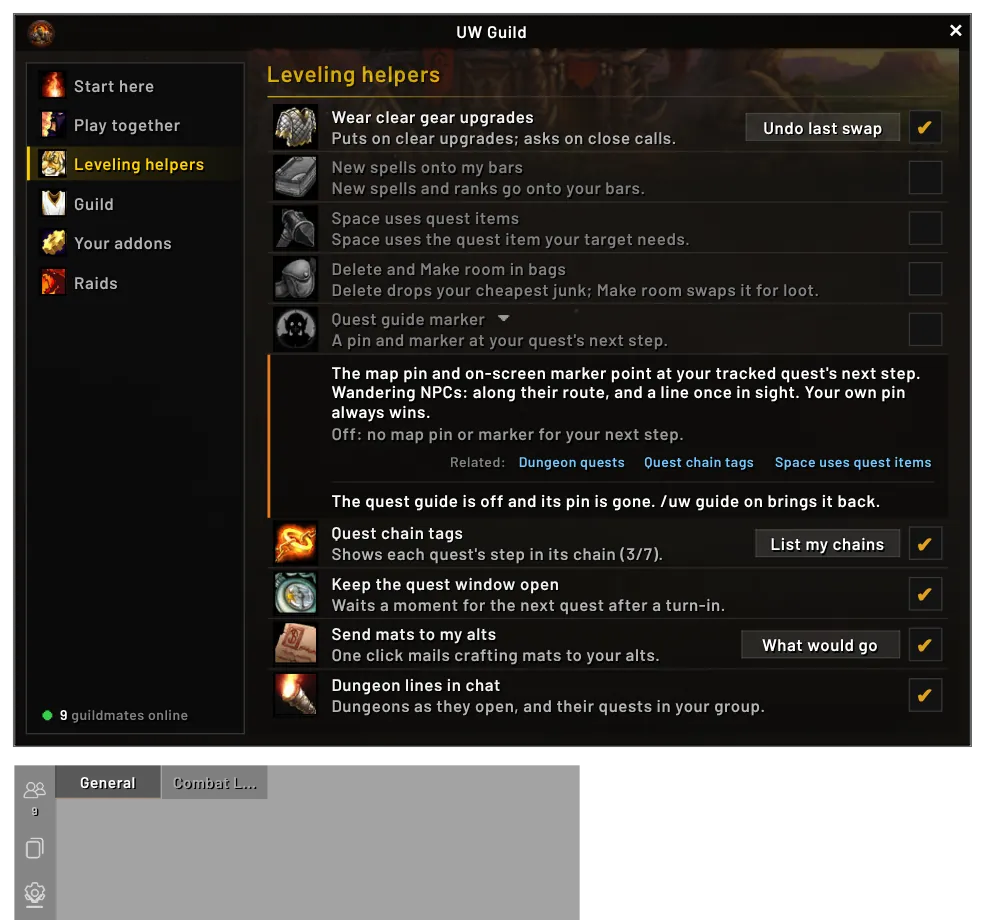 UW Guild
Start here
Play together
Leveling helpers
Guild
Your addons
Raids
9 guildmates online
Leveling helpers
Wear clear gear upgrades
Puts on clear upgrades; asks on close calls.
Undo last swap
New spells onto my bars
New spells and ranks go onto your bars.
Space uses quest items
Space uses the quest item your target needs.
Delete and Make room in bags
Delete drops your cheapest junk; Make room swaps it for loot.
Quest guide marker
A pin and marker at your quest's next step.
The map pin and on-screen marker point at your tracked quest's next step.
Wandering NPCs: along their route, and a line once in sight. Your own pin
always wins.
Off: no map pin or marker for your next step.
Related: Dungeon quests Quest chain tags Space uses quest items
The quest guide is off and its pin is gone. /uw guide on brings it back.
Quest chain tags
Shows each quest's step in its chain (3/7).
List my chains
Keep the quest window open
Waits a moment for the next quest after a turn-in.
Send mats to my alts
One click mails crafting mats to your alts.
What would go
Dungeon lines in chat
Dungeons as they open, and their quests in your group.
General
Combat L...
9